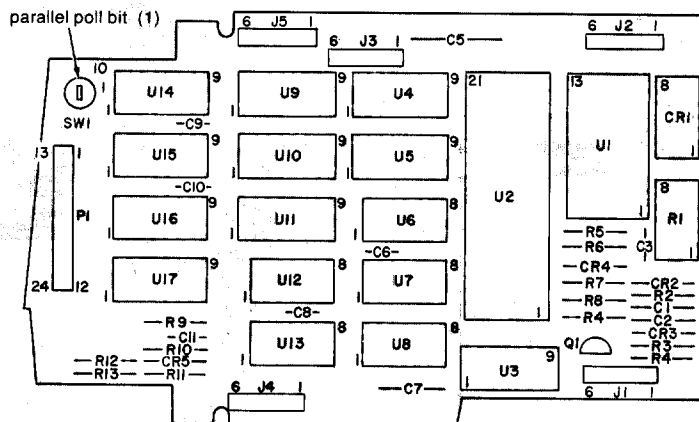 parallel poll bit (1)
6 J5 1
6 J3 1
C5
6 J2 1
10
1
SW1
U14 9 1
U9 9 1
U4 9 1
21 U2 1
13 U1 1
8 CR1 1
C9
U15 9 1
U10 9 1
U5 9 1
13 1
P1
24 12
C10
U16 9 1
U11 9 1
U6 8 1
8 R1 1
R5
R6
C3
C6
CR4
U17 9 1
U12 8 1
U7 8 1
R7
R8
R4
CR2
R2
C1
C2
CR3
R3
R4
C8
R9
C11
R10
R12 CR5
R13 R11
U13 8 1
U8 8 1
U3 9 1
Q1
C7
6 J4 1
6 J1 1